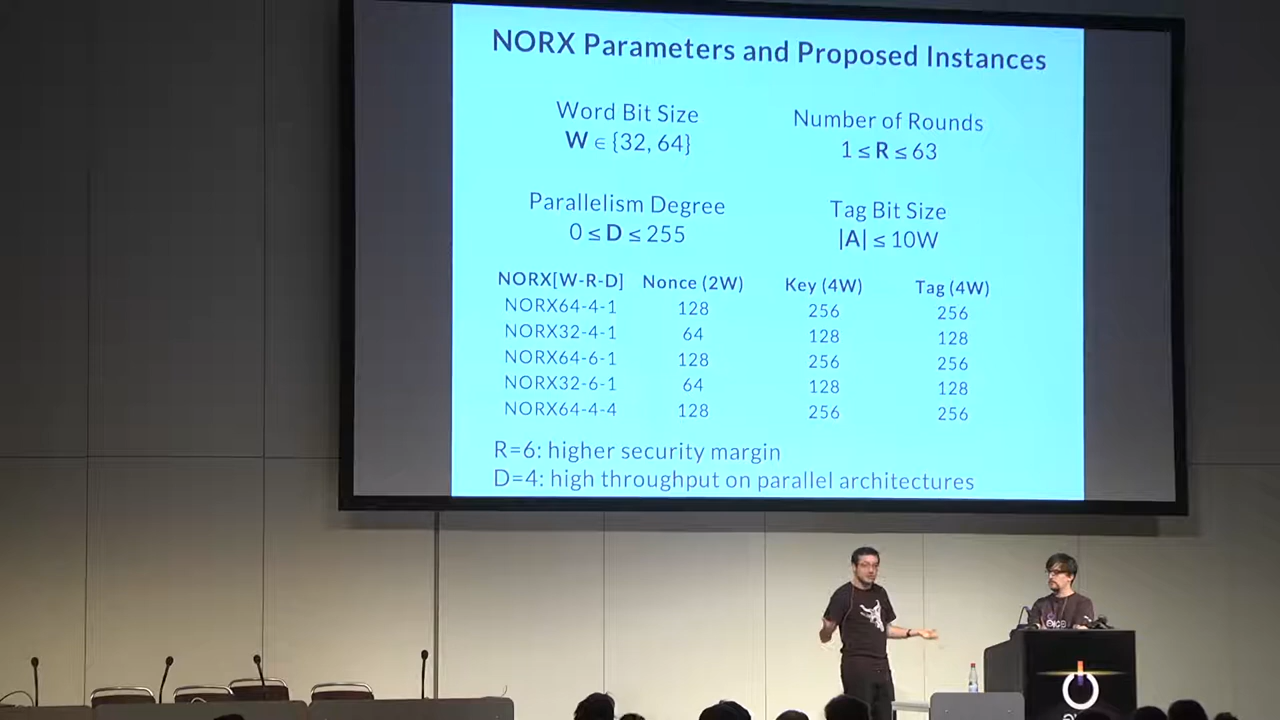 NORX Parameters and Proposed Instances
Word Bit Size
W ∈ {32, 64}
Number of Rounds
1 ≤ R ≤ 63
Parallelism Degree
0 ≤ D ≤ 255
Tag Bit Size
|A| ≤ 10W
NORX[W-R-D] Nonce (2W) Key (4W) Tag (4W)
NORX64-4-1 128 256 256
NORX32-4-1 64 128 128
NORX64-6-1 128 256 256
NORX32-6-1 64 128 128
NORX64-4-4 128 256 256
R=6: higher security margin
D=4: high throughput on parallel architectures